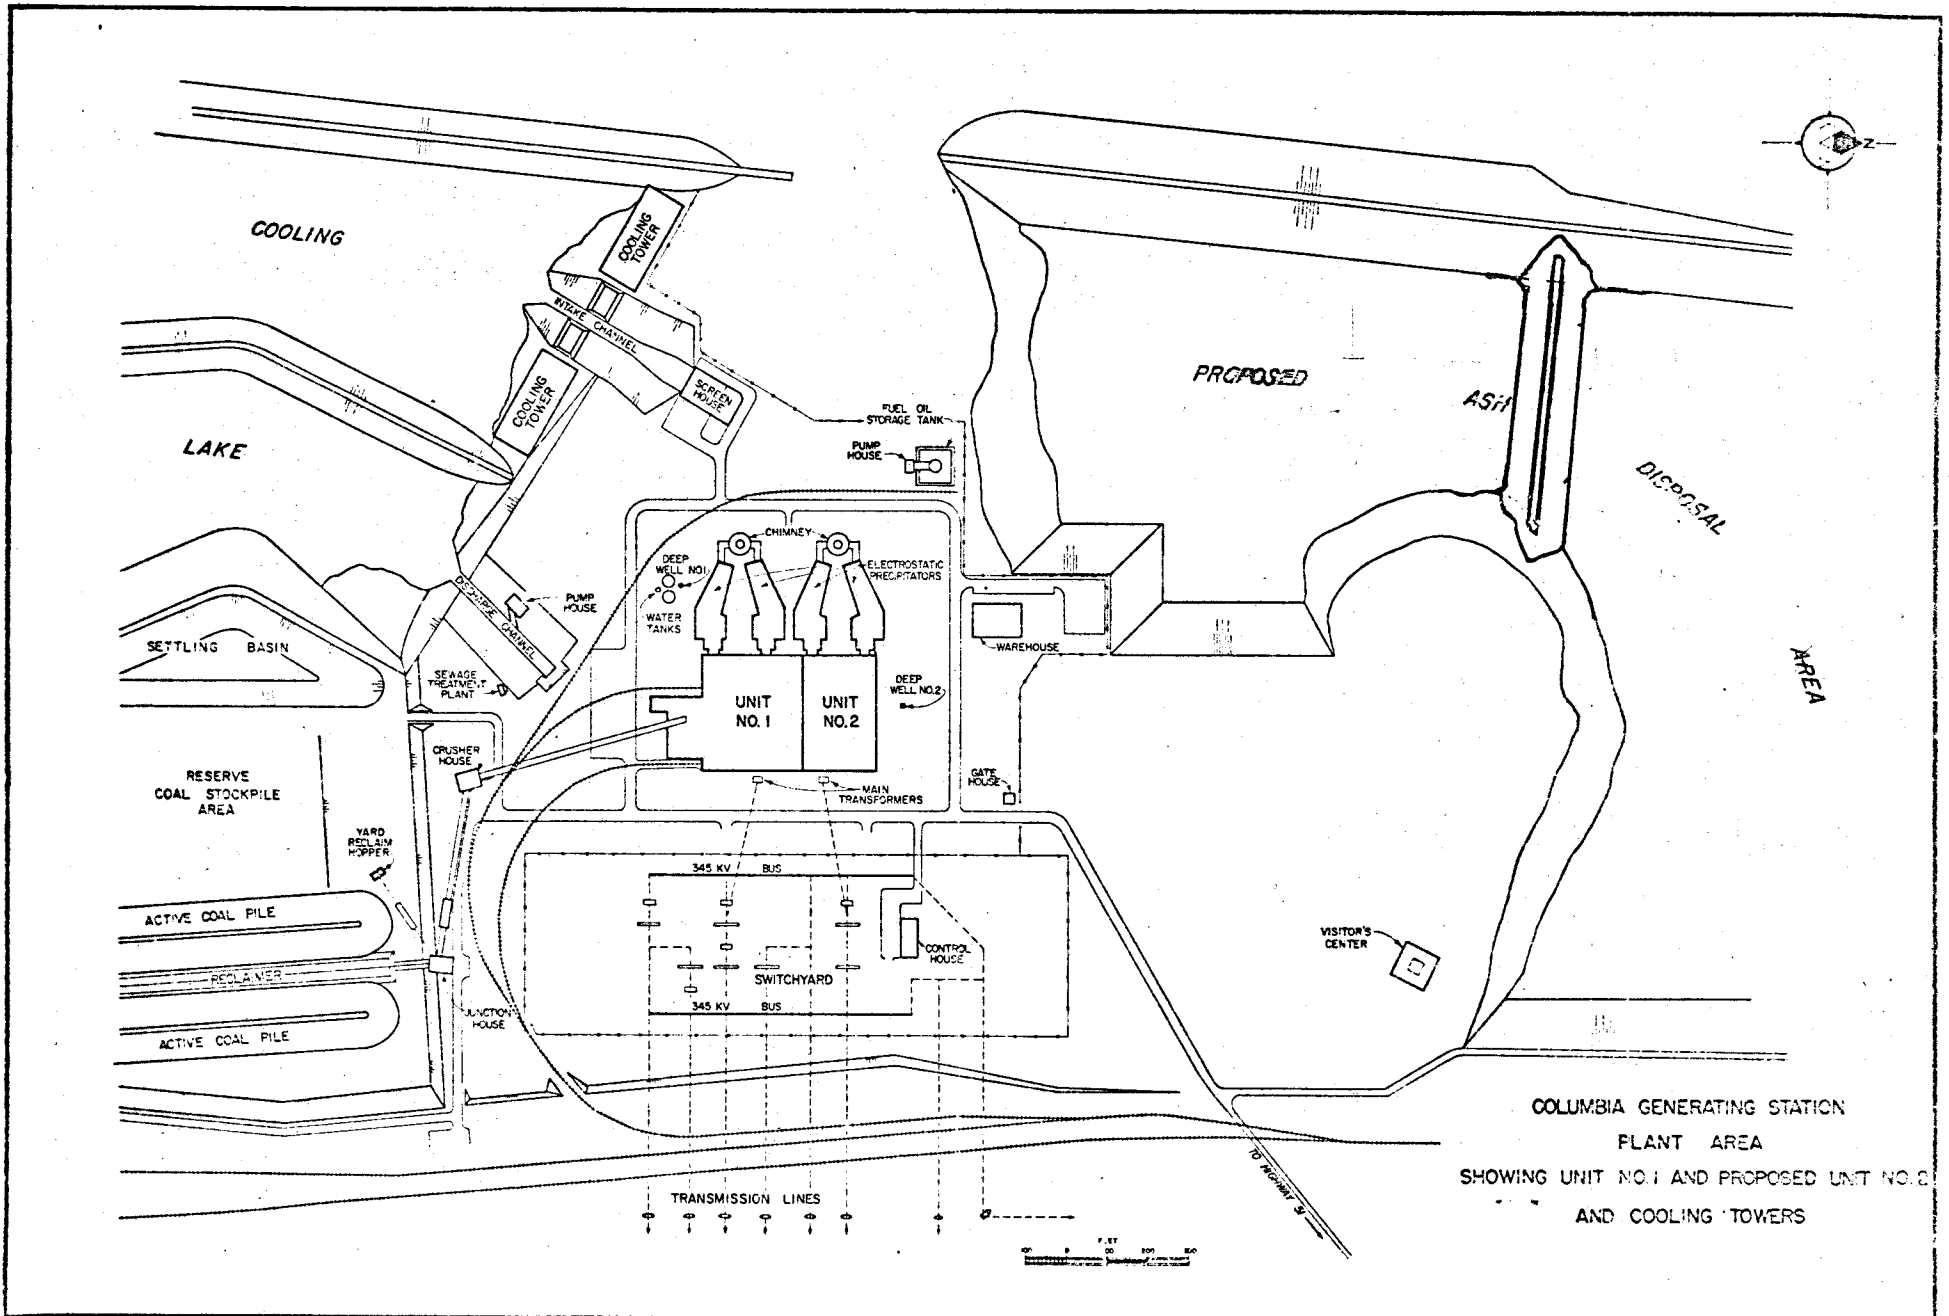 N
COOLING
LAKE
COOLING
TOWER
INTAKE CHANNEL
COOLING
TOWER
SCREEN
HOUSE
FUEL OIL
STORAGE TANK
PUMP
HOUSE
PROPOSED
ASH
DISPOSAL
AREA
CHIMNEY
DEEP
WELL NO.1
ELECTROSTATIC
PRECIPITATORS
WATER
TANKS
DISCHARGE CHANNEL
PUMP
HOUSE
SETTLING BASIN
SEWAGE
TREATMENT
PLANT
WAREHOUSE
DEEP
WELL NO.2
UNIT
NO. 1
UNIT
NO. 2
CRUSHER
HOUSE
RESERVE
COAL STOCKPILE
AREA
GATE
HOUSE
MAIN
TRANSFORMERS
YARD
RECLAIM
HOPPER
345 KV BUS
ACTIVE COAL PILE
RECLAIMER
ACTIVE COAL PILE
JUNCTION
HOUSE
CONTROL
HOUSE
SWITCHYARD
345 KV BUS
VISITOR'S
CENTER
TRANSMISSION LINES
TO HIGHWAY 51
COLUMBIA GENERATING STATION
PLANT AREA
SHOWING UNIT NO.1 AND PROPOSED UNIT NO.2
AND COOLING TOWERS